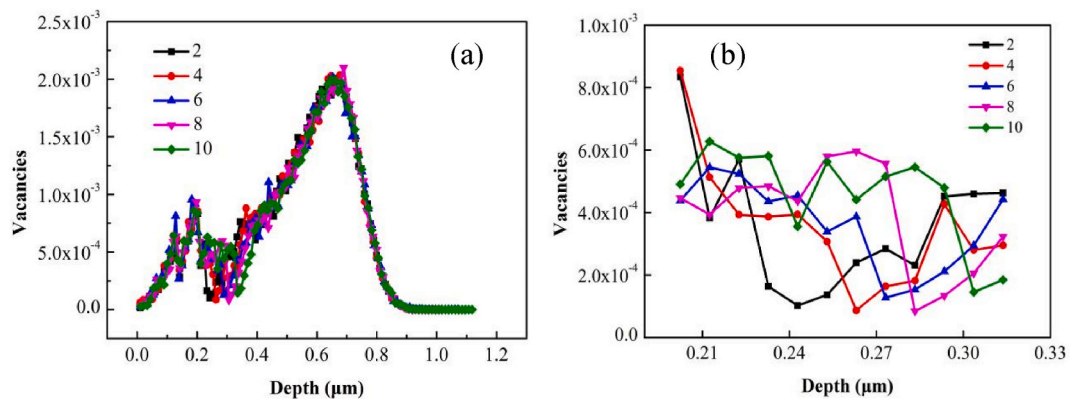 (a)
2.5x10⁻³
2.0x10⁻³
1.5x10⁻³
1.0x10⁻³
5.0x10⁻⁴
0.0
Vacancies
2
4
6
8
10
0.0 0.2 0.4 0.6 0.8 1.0 1.2
Depth (μm)
(b)
1.0x10⁻³
8.0x10⁻⁴
6.0x10⁻⁴
4.0x10⁻⁴
2.0x10⁻⁴
0.0
Vacancies
2
4
6
8
10
0.21 0.24 0.27 0.30 0.33
Depth (μm)